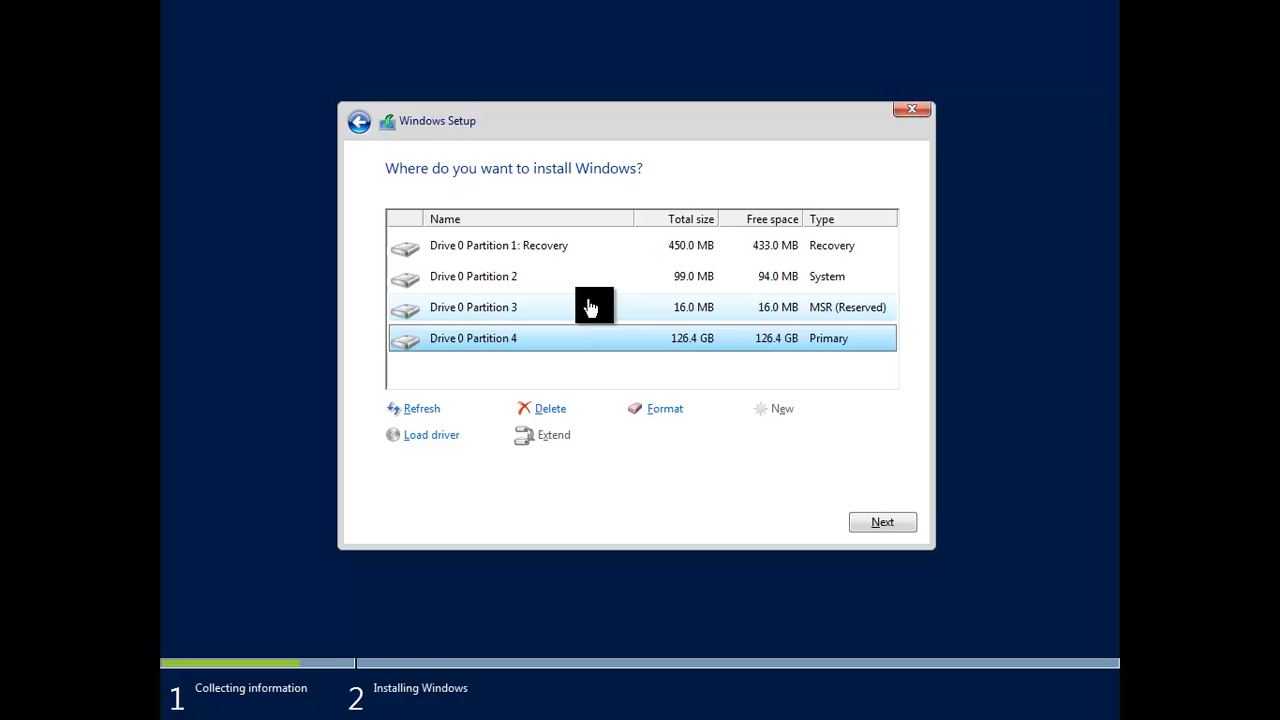 Windows Setup
Where do you want to install Windows?
Name Total size Free space Type
Drive 0 Partition 1: Recovery 450.0 MB 433.0 MB Recovery
Drive 0 Partition 2 99.0 MB 94.0 MB System
Drive 0 Partition 3 16.0 MB 16.0 MB MSR (Reserved)
Drive 0 Partition 4 126.4 GB 126.4 GB Primary
Refresh Delete Format New
Load driver Extend
Next
1 Collecting information 2 Installing Windows